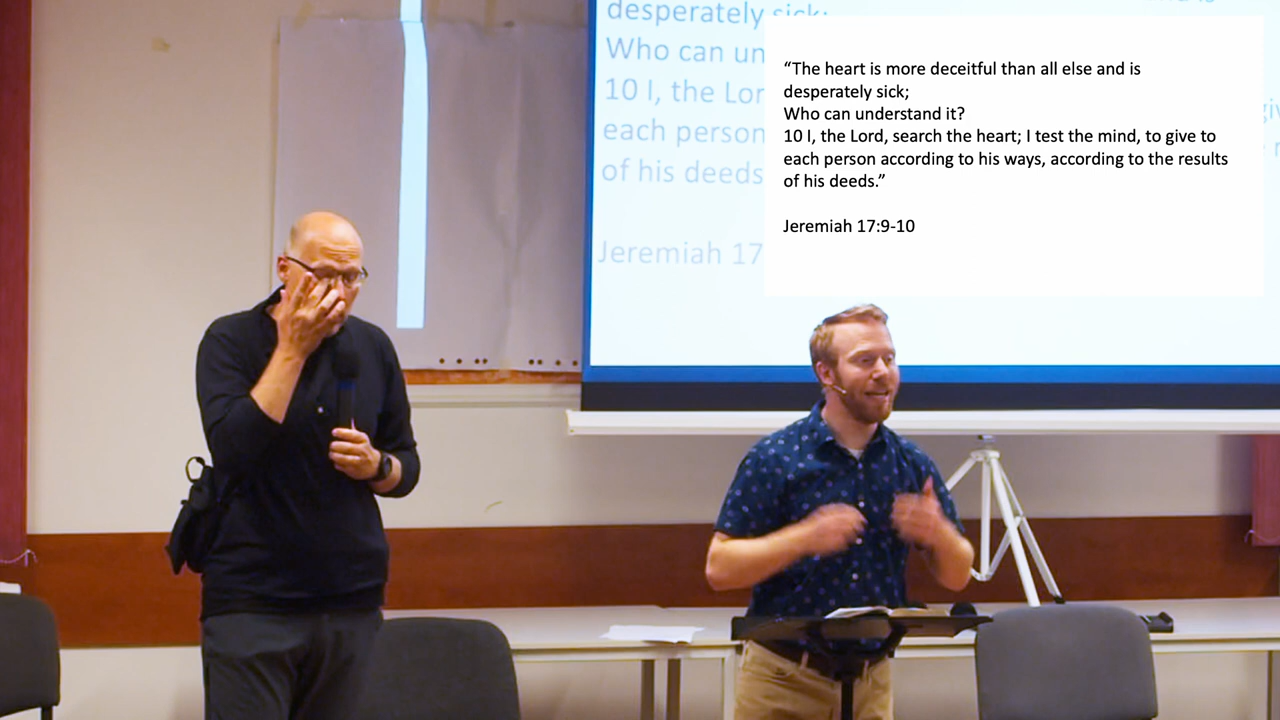 desperately sick;
Who can un
10 I, the Lor
each person
of his deeds
Jeremiah 17
“The heart is more deceitful than all else and is
desperately sick;
Who can understand it?
10 I, the Lord, search the heart; I test the mind, to give to
each person according to his ways, according to the results
of his deeds.”
Jeremiah 17:9-10